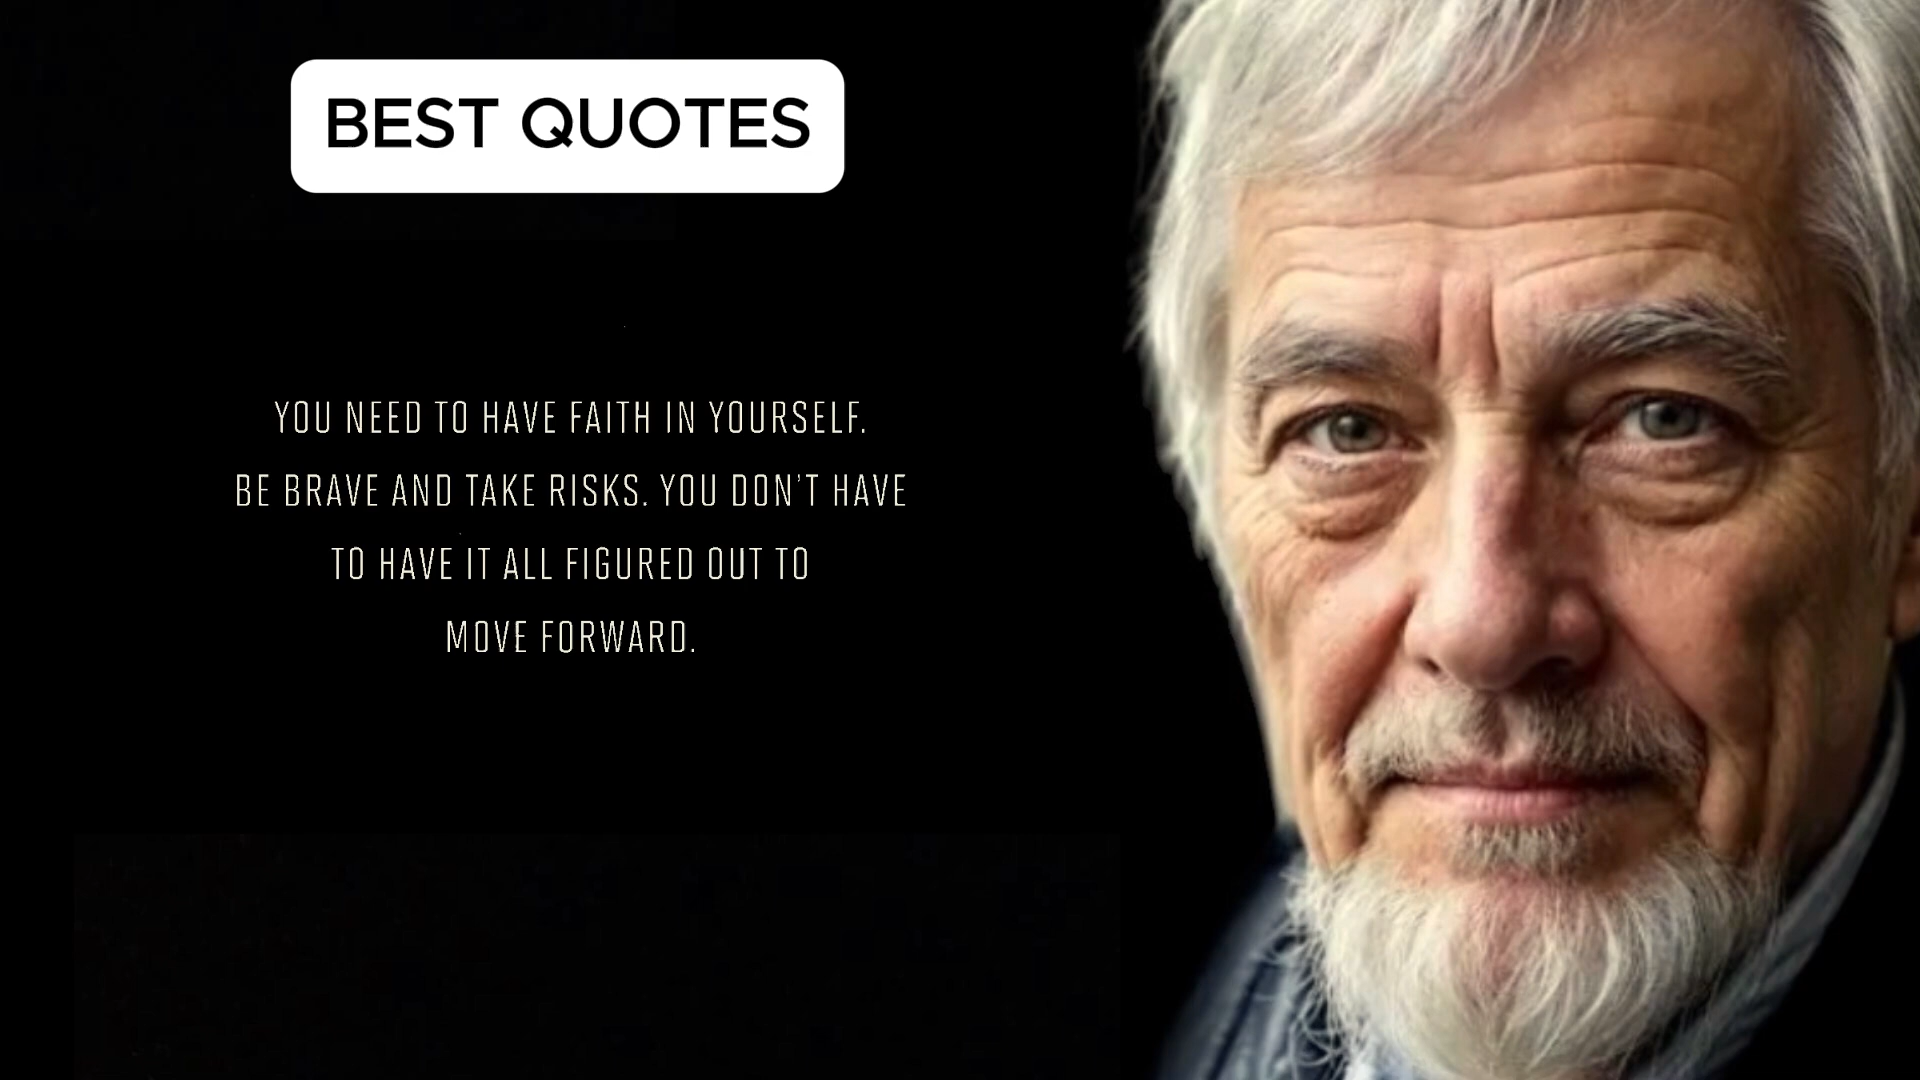 BEST QUOTES
YOU NEED TO HAVE FAITH IN YOURSELF.
BE BRAVE AND TAKE RISKS. YOU DON'T HAVE
TO HAVE IT ALL FIGURED OUT TO
MOVE FORWARD.